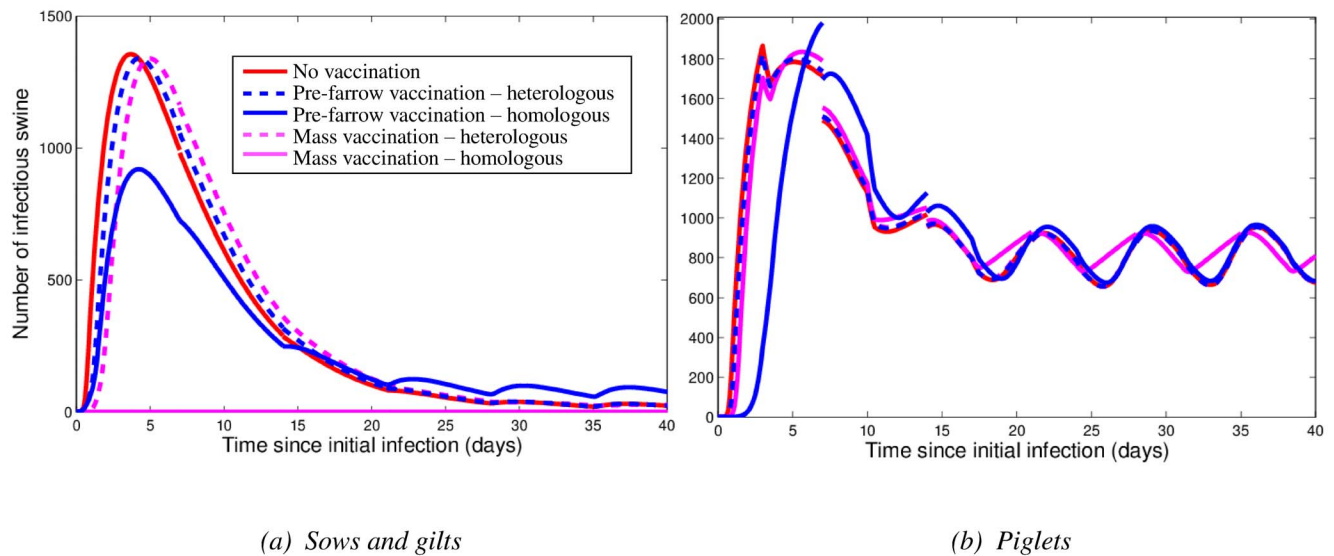 1500
1000
500
0
Number of infectious swine
No vaccination
Pre-farrow vaccination – heterologous
Pre-farrow vaccination – homologous
Mass vaccination – heterologous
Mass vaccination – homologous
0 5 10 15 20 25 30 35 40
Time since initial infection (days)
(a) Sows and gilts
2000
1800
1600
1400
1200
1000
800
600
400
200
0
0 5 10 15 20 25 30 35 40
Time since initial infection (days)
(b) Piglets